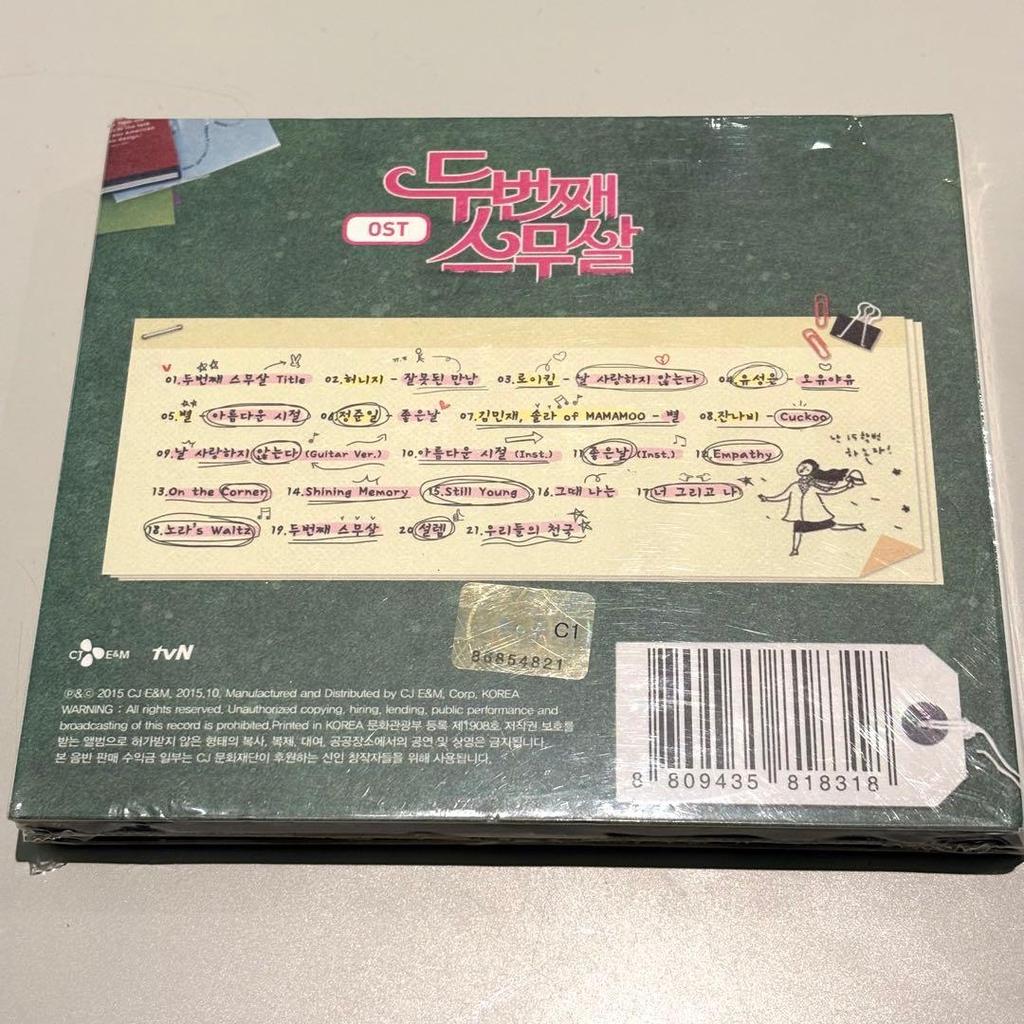 두번째
OST 스무살
01.두번째 스무살 Title 02.허니지 - 잘못된 만남 03.로이킴 - 날 사랑하지 않는다 04.유성은 - 오유야유
05.별 - 아름다운 시절 06.정준일 - 좋은날 07.김민재, 솔라 of MAMAMOO - 별 08.잔나비 - Cuckoo
09.날 사랑하지 않는다 (Guitar Ver.) 10.아름다운 시절 (Inst.) 11.좋은날 (Inst.) 12.Empathy
난 15학번
하노라!
13.On the Corner 14.Shining Memory 15.Still Young 16.그때 나는 17.너 그리고 나
18.노라's Waltz 19.두번째 스무살 20.설렘 21.우리들의 천국
C1
86854821
CJ E&M tvN
℗&© 2015 CJ E&M, 2015.10, Manufactured and Distributed by CJ E&M, Corp, KOREA
WARNING : All rights reserved, Unauthorized copying, hiring, lending, public performance and
broadcasting of this record is prohibited.Printed in KOREA 문화관광부 등록 제1908호, 저작권 보호를
받는 앨범으로 허가받지 않은 형태의 복사, 복제, 대여, 공공장소에서의 공연 및 상영은 금지됩니다.
본 음반 판매 수익금 일부는 CJ 문화재단이 후원하는 신인 창작자들을 위해 사용됩니다.
8 809435 818318